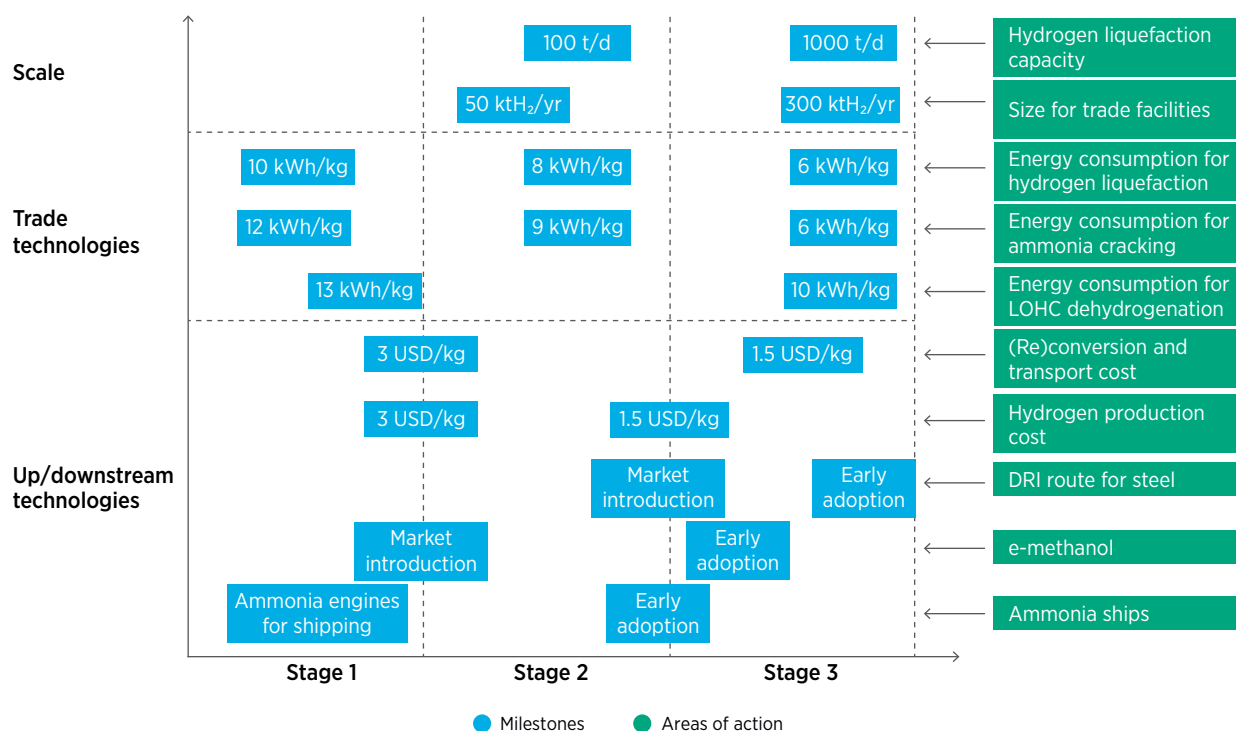 Scale
100 t/d
1000 t/d
Hydrogen liquefaction
capacity
50 ktH₂/yr
300 ktH₂/yr
Size for trade facilities
Trade
technologies
10 kWh/kg
8 kWh/kg
6 kWh/kg
Energy consumption for
hydrogen liquefaction
12 kWh/kg
9 kWh/kg
6 kWh/kg
Energy consumption for
ammonia cracking
13 kWh/kg
10 kWh/kg
Energy consumption for
LOHC dehydrogenation
Up/downstream
technologies
3 USD/kg
1.5 USD/kg
(Re)conversion and
transport cost
3 USD/kg
1.5 USD/kg
Hydrogen production
cost
Market
introduction
Early
adoption
DRI route for steel
Market
introduction
Early
adoption
e-methanol
Ammonia engines
for shipping
Early
adoption
Ammonia ships
Stage 1
Stage 2
Stage 3
Milestones
Areas of action